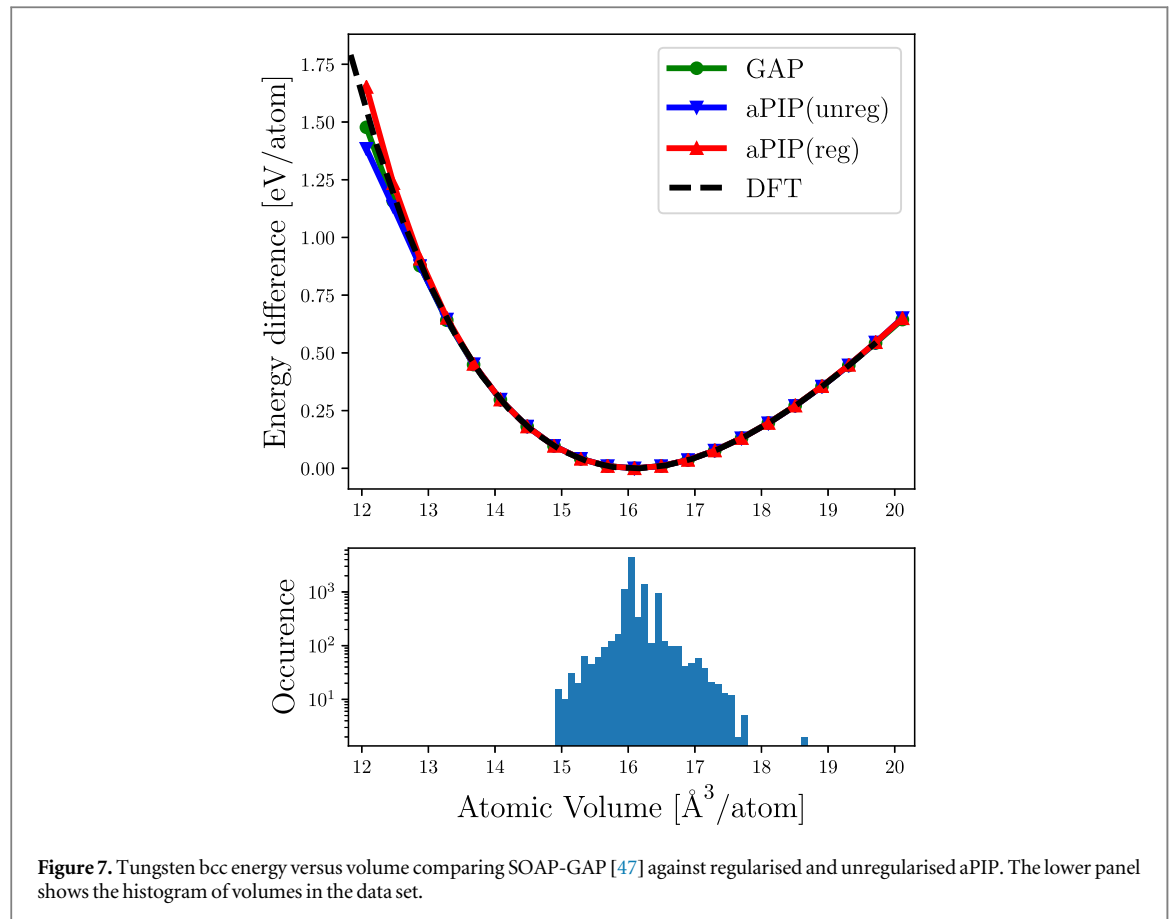 1.75
1.50
1.25
1.00
0.75
0.50
0.25
0.00
Energy difference [eV/atom]
GAP
aPIP(unreg)
aPIP(reg)
DFT
12 13 14 15 16 17 18 19 20
10³
10²
10¹
Occurence
12 13 14 15 16 17 18 19 20
Atomic Volume [Å³/atom]
Figure 7. Tungsten bcc energy versus volume comparing SOAP-GAP [47] against regularised and unregularised aPIP. The lower panel
shows the histogram of volumes in the data set.